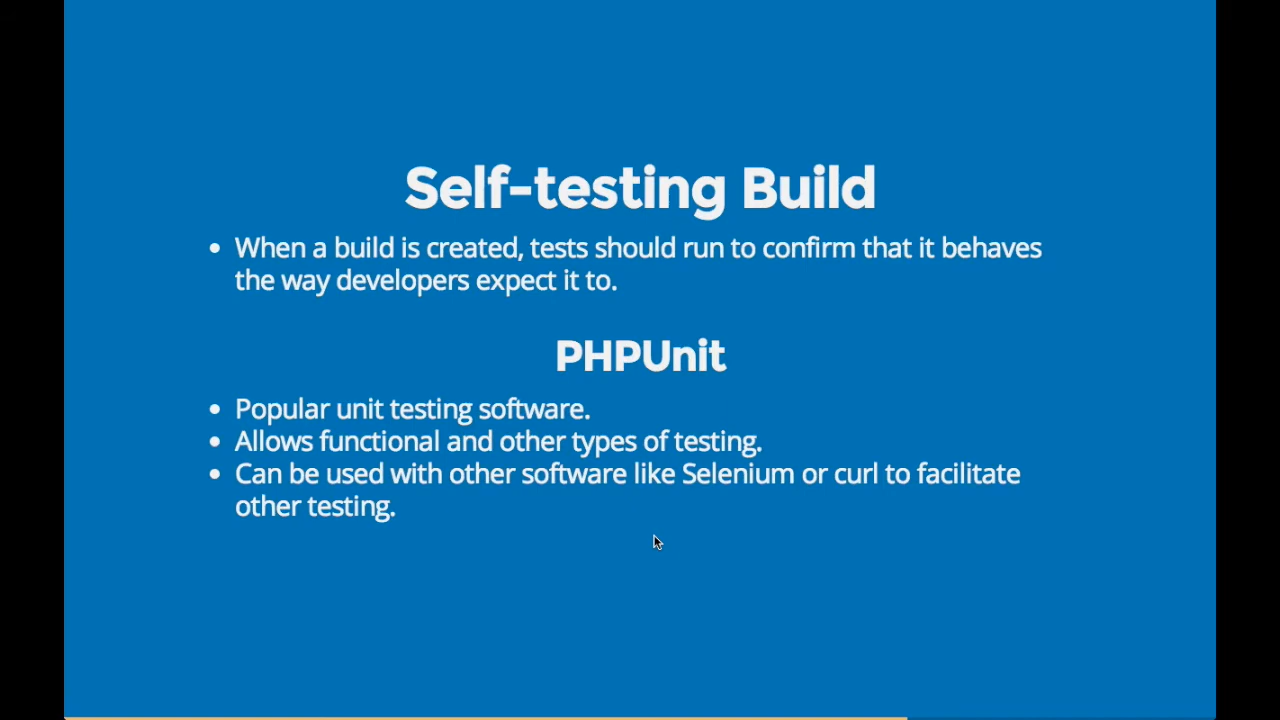 Self-testing Build
• When a build is created, tests should run to confirm that it behaves
the way developers expect it to.
PHPUnit
• Popular unit testing software.
• Allows functional and other types of testing.
• Can be used with other software like Selenium or curl to facilitate
other testing.